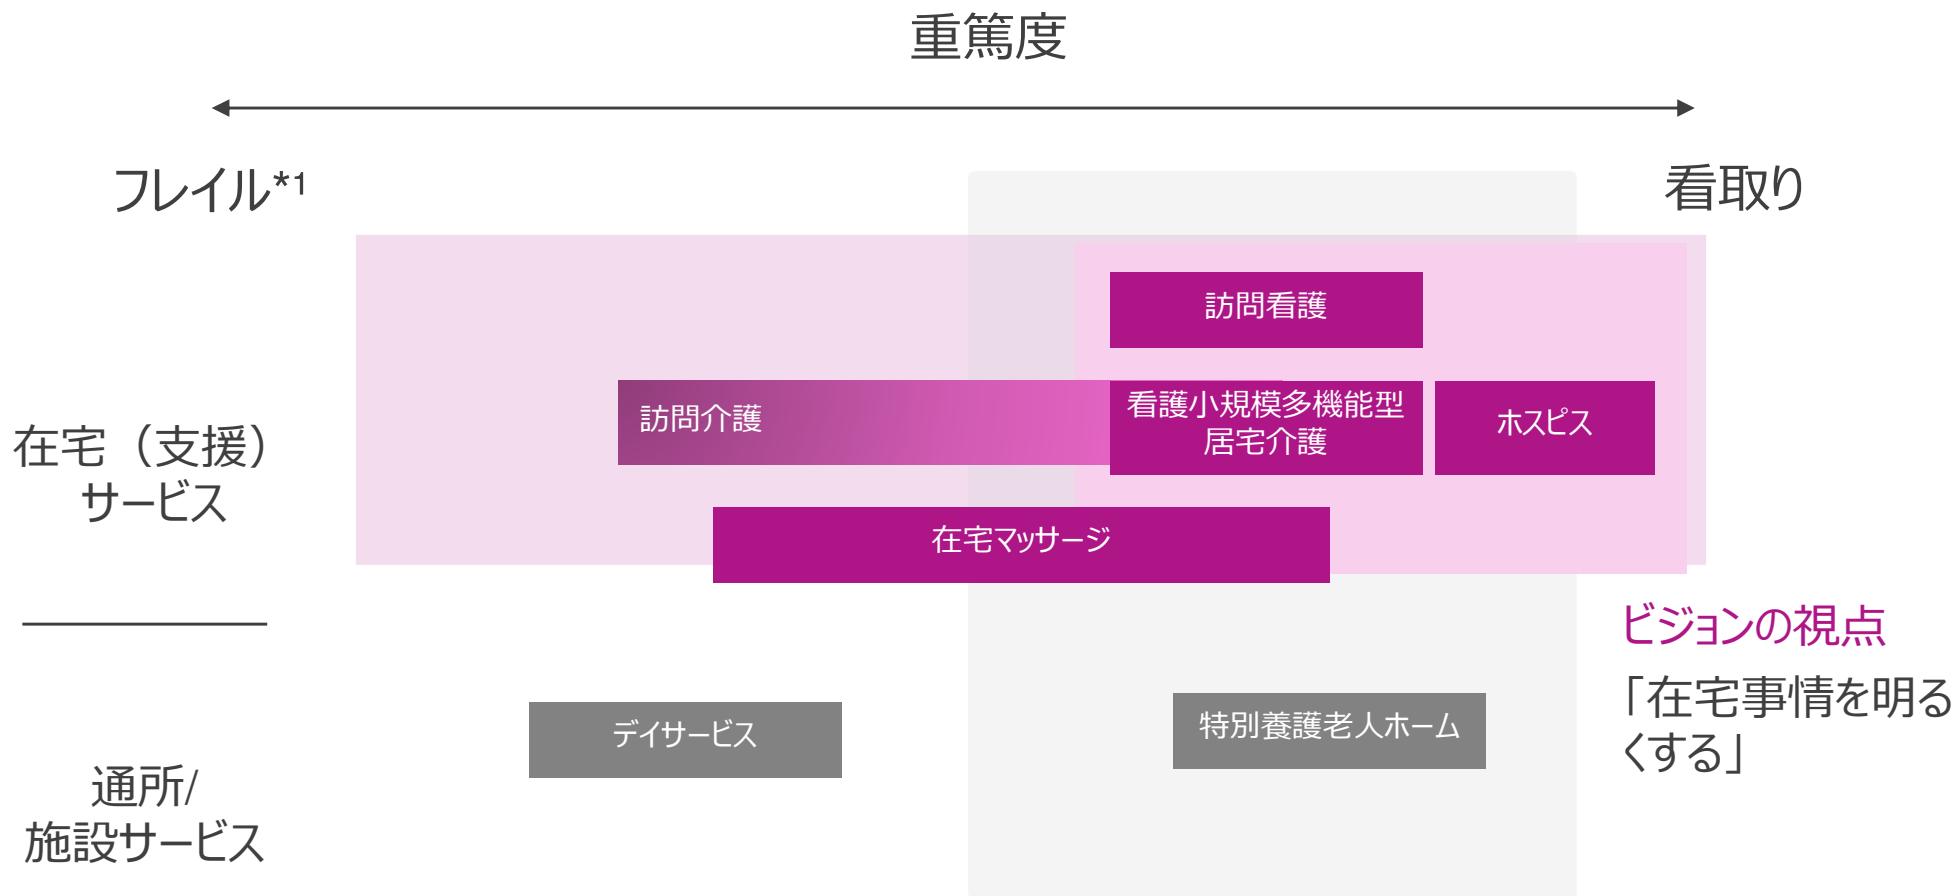 重篤度
フレイル*1
看取り
訪問看護
訪問介護
看護小規模多機能型
居宅介護
ホスピス
在宅（支援）
サービス
在宅マッサージ
ビジョンの視点
「在宅事情を明る
くする」
デイサービス
特別養護老人ホーム
通所/
施設サービス